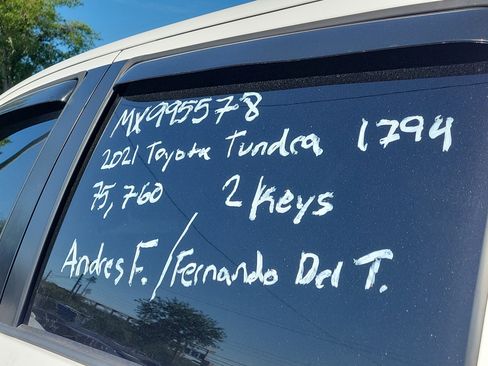 MX995578
2021 Toyota Tundra 1794
75,760 2 Keys
Andres F. / Fernando Del T.